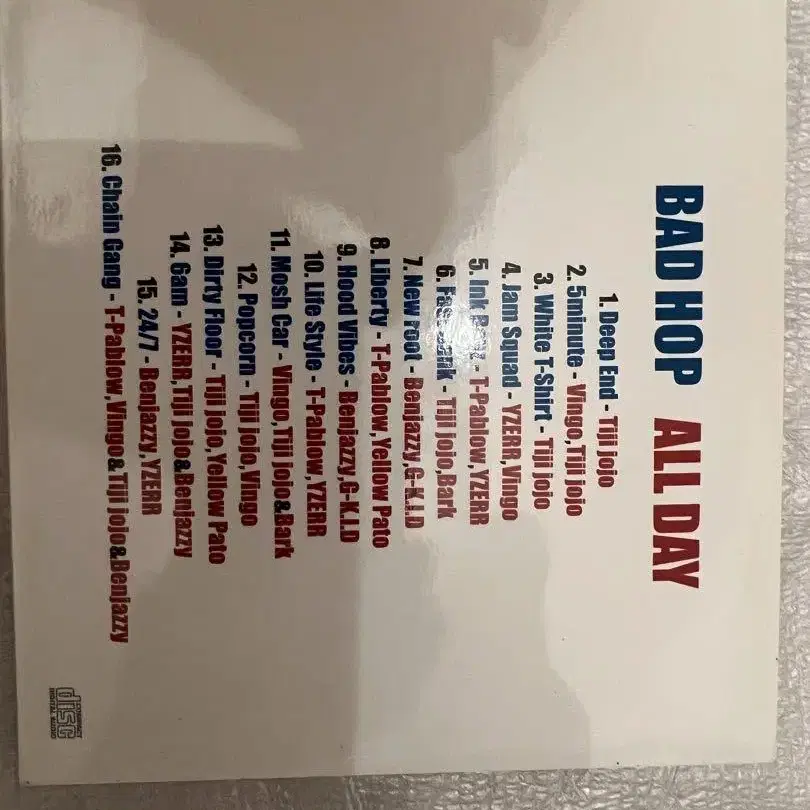 BAD HOP ALL DAY
1. Deep End - Tiji jojo
2. 5minute - Vingo,Tiji jojo
3. White T-Shirt - Tiji jojo
4. Jam Squad - YZERR,Vingo
5. Ink - T-Pablow,YZERR
6. - Tiji jojo,Bark
7. New root - Benjazzy,G-K.I.D
8. Liberty - T-Pablow,Yellow Pato
9. Hood Vibes - Benjazzy,G-K.I.D
10. Life Style - T-Pablow,YZERR
11. Mosh Car - Vingo,Tiji jojo&Bark
12. Popcorn - Tiji jojo,Vingo
13. Dirty Floor - Tiji jojo,Yellow Pato
14. 6am - YZERR,Tiji jojo&Benjazzy
15. 24/7 - Benjazzy,YZERR
16. Chain Gang - T-Pablow,Vingo&Tiji jojo&Benjazzy
COMPACT
disc
DIGITAL AUDIO